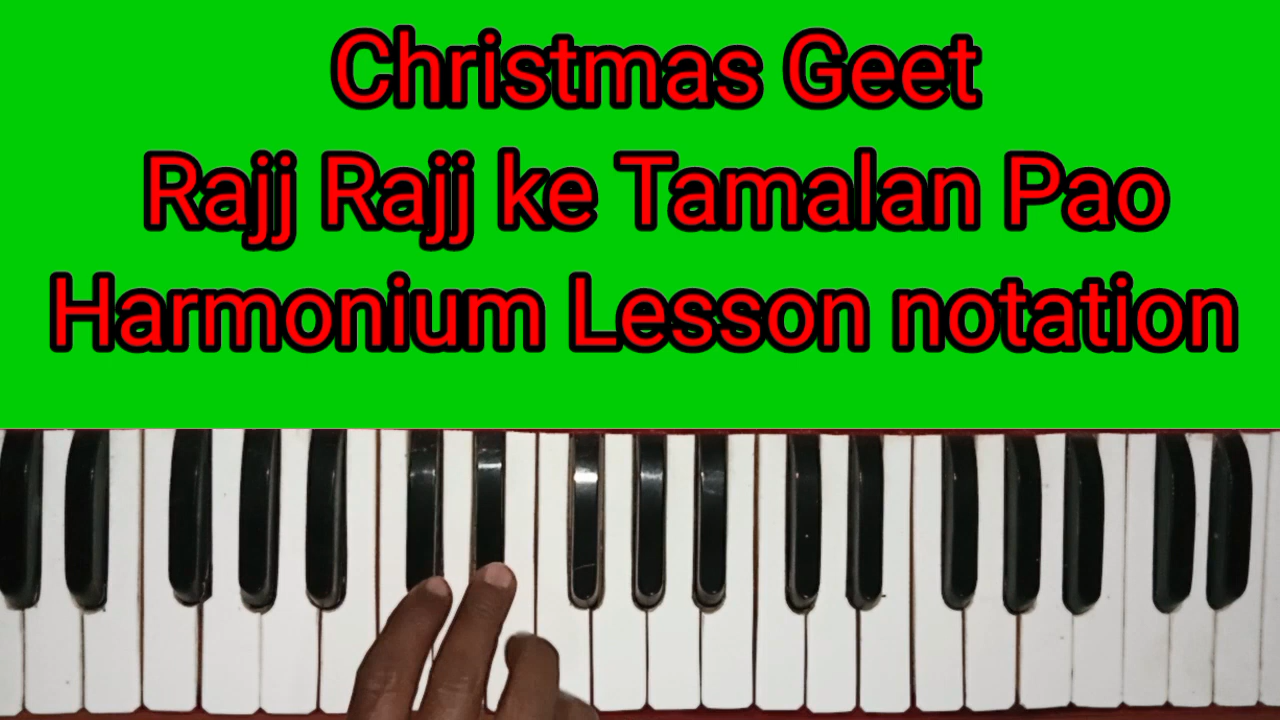 Christmas Geet
Rajj Rajj ke Tamalan Pao
Harmonium Lesson notation